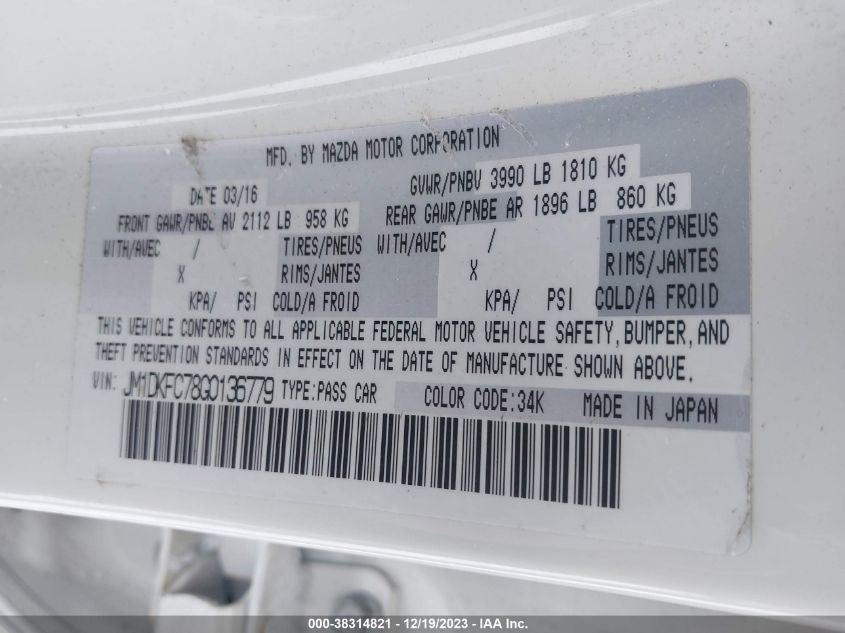 MFD. BY MAZDA MOTOR CORPORATION
DATE 03/16 GVWR/PNBV 3990 LB 1810 KG
FRONT GAWR/PNBE AV 2112 LB 958 KG REAR GAWR/PNBE AR 1896 LB 860 KG
WITH/AVEC / TIRES/PNEUS WITH/AVEC / TIRES/PNEUS
X RIMS/JANTES X RIMS/JANTES
KPA/ PSI COLD/A FROID KPA/ PSI COLD/A FROID
THIS VEHICLE CONFORMS TO ALL APPLICABLE FEDERAL MOTOR VEHICLE SAFETY, BUMPER, AND
THEFT PREVENTION STANDARDS IN EFFECT ON THE DATE OF MANUFACTURE SHOWN ABOVE.
VIN: JM1DKFC78G0136779 TYPE:PASS CAR COLOR CODE:34K MADE IN JAPAN
000-38314821 - 12/19/2023 - IAA Inc.